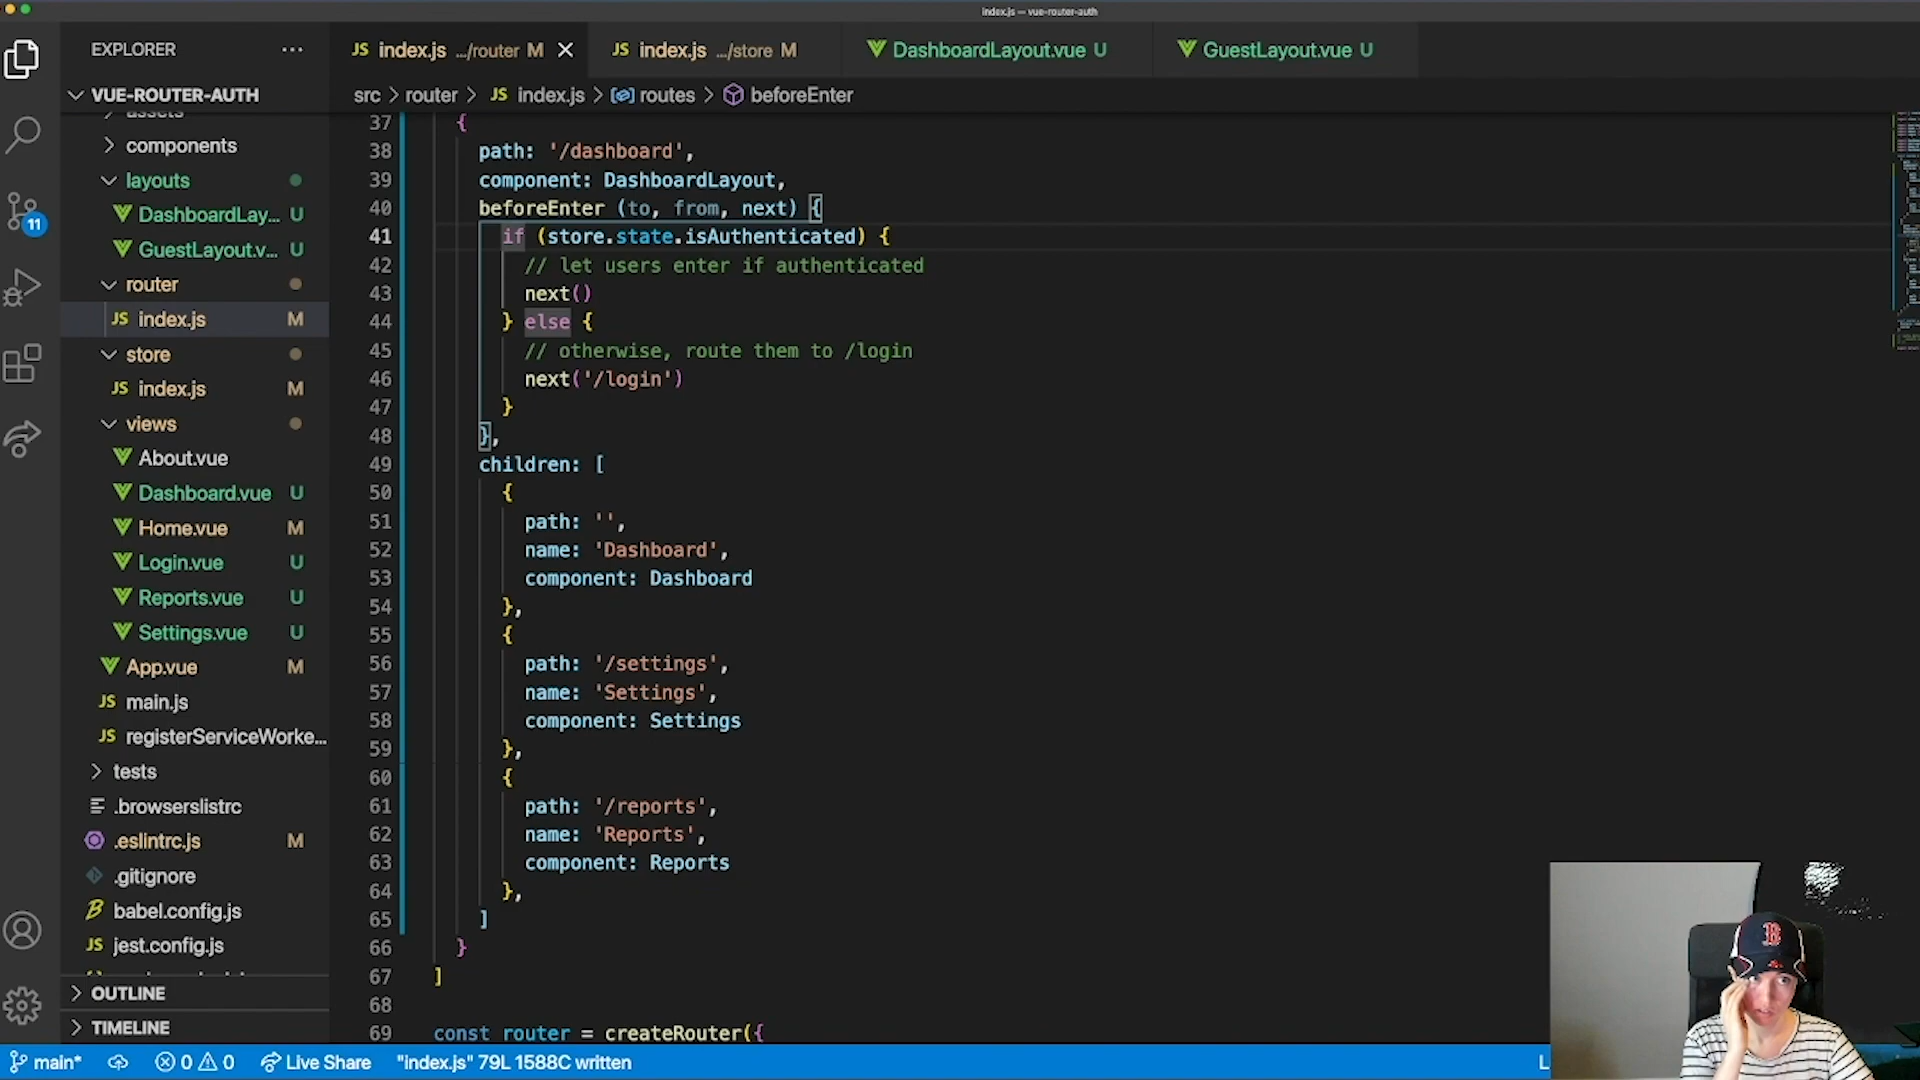 index.js — vue-router-auth
EXPLORER
JS index.js .../router M
JS index.js .../store M
DashboardLayout.vue U
GuestLayout.vue U
VUE-ROUTER-AUTH
src > router > JS index.js > routes > beforeEnter
assets
components
layouts
DashboardLay... U
GuestLayout.v... U
router
JS index.js M
store
JS index.js M
views
About.vue
Dashboard.vue U
Home.vue M
Login.vue U
Reports.vue U
Settings.vue U
App.vue M
JS main.js
JS registerServiceWorke...
tests
.browserslistrc
.eslintrc.js M
.gitignore
babel.config.js
JS jest.config.js
OUTLINE
TIMELINE
11
37 {
38 path: '/dashboard',
39 component: DashboardLayout,
40 beforeEnter (to, from, next) {
41 if (store.state.isAuthenticated) {
42 // let users enter if authenticated
43 next()
44 } else {
45 // otherwise, route them to /login
46 next('/login')
47 }
48 },
49 children: [
50 {
51 path: '',
52 name: 'Dashboard',
53 component: Dashboard
54 },
55 {
56 path: '/settings',
57 name: 'Settings',
58 component: Settings
59 },
60 {
61 path: '/reports',
62 name: 'Reports',
63 component: Reports
64 },
65 ]
66 }
67 ]
68
69 const router = createRouter({
B
main* 0 0 Live Share "index.js" 79L 1588C written
L